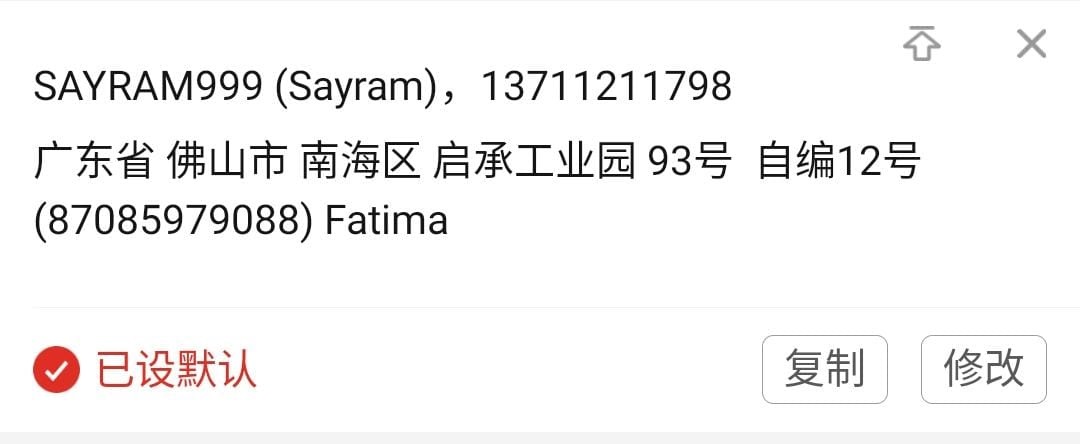 SAYRAM999 (Sayram)，13711211798
广东省 佛山市 南海区 启承工业园 93号  自编12号
(87085979088) Fatima
已设默认
复制
修改